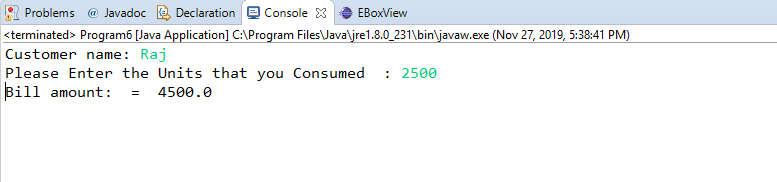 Problems @ Javadoc Declaration Console EBoxView
<terminated> Program6 [Java Application] C:\Program Files\Java\jre1.8.0_231\bin\javaw.exe (Nov 27, 2019, 5:38:41 PM)
Customer name: Raj
Please Enter the Units that you Consumed  : 2500
Bill amount:  =  4500.0